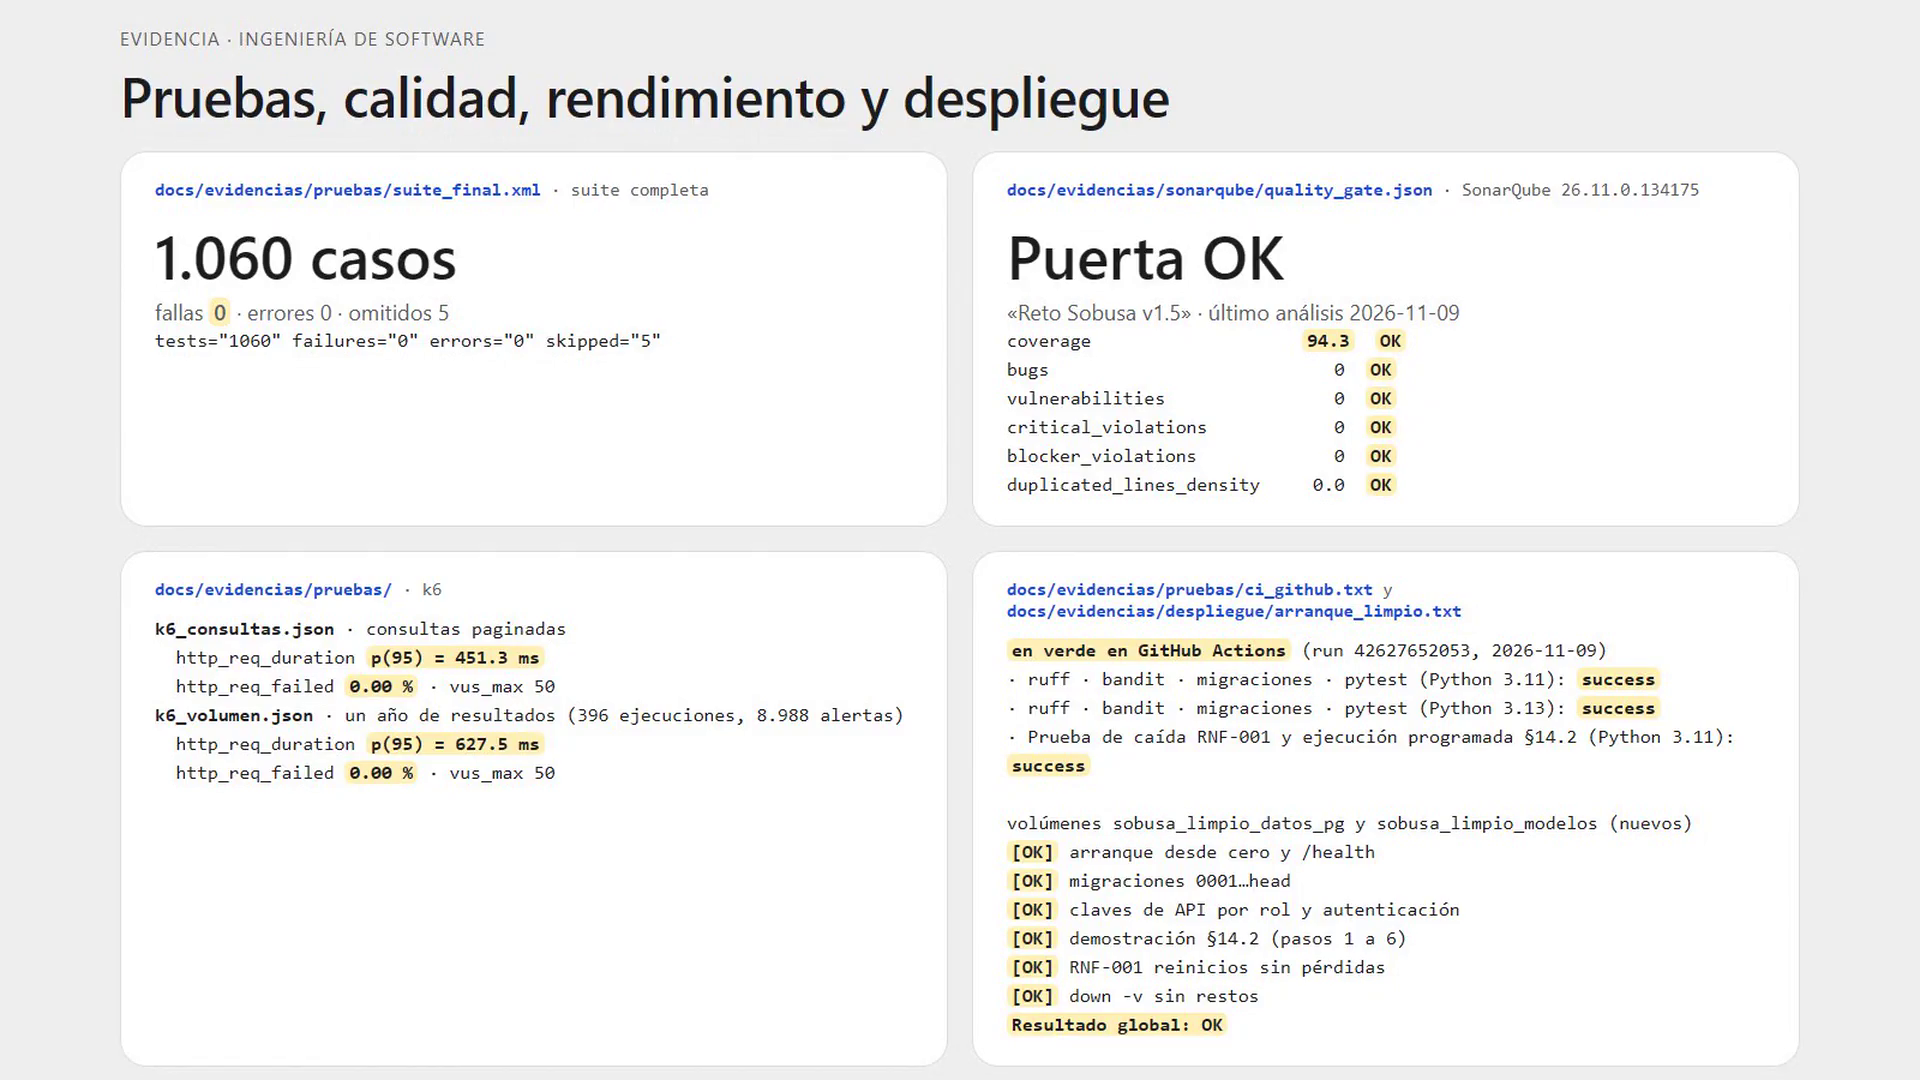 EVIDENCIA · INGENIERÍA DE SOFTWARE
Pruebas, calidad, rendimiento y despliegue
docs/evidencias/pruebas/suite_final.xml · suite completa
1.060 casos
fallas 0 · errores 0 · omitidos 5
tests="1060" failures="0" errors="0" skipped="5"
docs/evidencias/sonarqube/quality_gate.json · SonarQube 26.11.0.134175
Puerta OK
«Reto Sobusa v1.5» · último análisis 2026-11-09
coverage 94.3 OK
bugs 0 OK
vulnerabilities 0 OK
critical_violations 0 OK
blocker_violations 0 OK
duplicated_lines_density 0.0 OK
docs/evidencias/pruebas/ · k6
k6_consultas.json · consultas paginadas
http_req_duration p(95) = 451.3 ms
http_req_failed 0.00 % · vus_max 50
k6_volumen.json · un año de resultados (396 ejecuciones, 8.988 alertas)
http_req_duration p(95) = 627.5 ms
http_req_failed 0.00 % · vus_max 50
docs/evidencias/pruebas/ci_github.txt y
docs/evidencias/despliegue/arranque_limpio.txt
en verde en GitHub Actions (run 42627652053, 2026-11-09)
· ruff · bandit · migraciones · pytest (Python 3.11): success
· ruff · bandit · migraciones · pytest (Python 3.13): success
· Prueba de caída RNF-001 y ejecución programada §14.2 (Python 3.11):
success
volúmenes sobusa_limpio_datos_pg y sobusa_limpio_modelos (nuevos)
[OK] arranque desde cero y /health
[OK] migraciones 0001…head
[OK] claves de API por rol y autenticación
[OK] demostración §14.2 (pasos 1 a 6)
[OK] RNF-001 reinicios sin pérdidas
[OK] down -v sin restos
Resultado global: OK